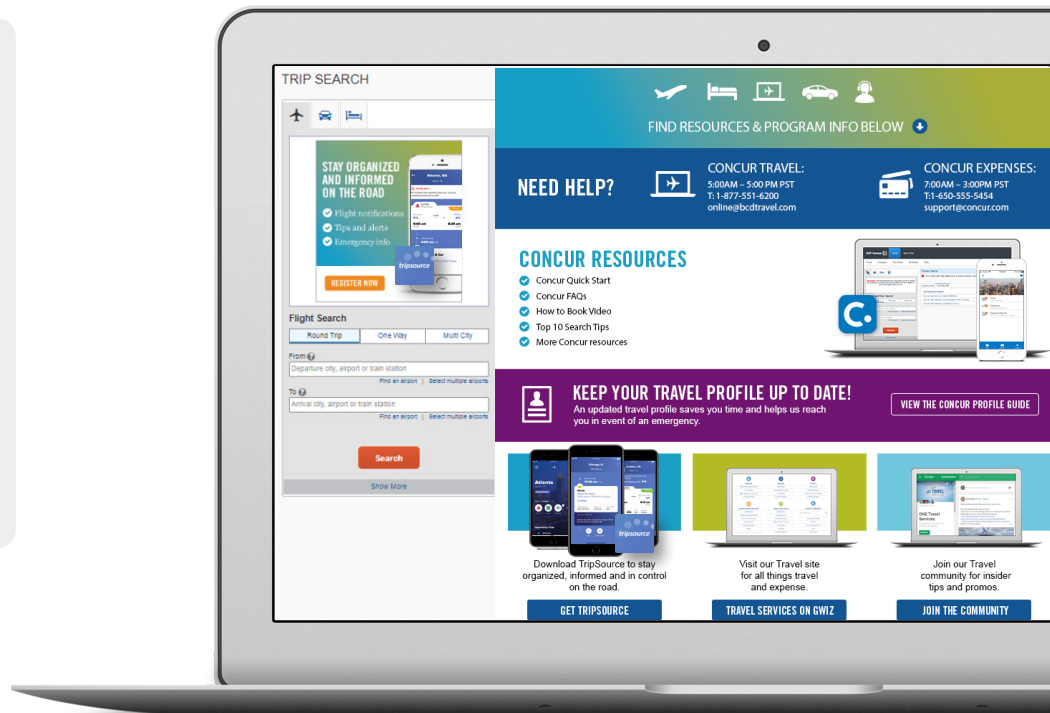 TRIP SEARCH
STAY ORGANIZED
AND INFORMED
ON THE ROAD
Flight notifications
Tips and alerts
Emergency info
tripsource
REGISTER NOW
Flight Search
Round Trip
One Way
Multi City
From
Departure city, airport or train station
Find an airport | Select multiple airports
To
Arrival city, airport or train station
Find an airport | Select multiple airports
Search
Show More
FIND RESOURCES & PROGRAM INFO BELOW
NEED HELP?
CONCUR TRAVEL:
5:00AM – 5:00 PM PST
T: 1-877-551-6200
online@bcdtravel.com
CONCUR EXPENSES:
7:00AM – 3:00PM PST
T:1-650-555-5454
support@concur.com
CONCUR RESOURCES
Concur Quick Start
Concur FAQs
How to Book Video
Top 10 Search Tips
More Concur resources
C.
KEEP YOUR TRAVEL PROFILE UP TO DATE!
An updated travel profile saves you time and helps us reach
you in event of an emergency.
VIEW THE CONCUR PROFILE GUIDE
Atlanta
tripsource
Download TripSource to stay
organized, informed and in control
on the road.
GET TRIPSOURCE
Visit our Travel site
for all things travel
and expense.
TRAVEL SERVICES ON GWIZ
GNE Travel
Services
Join our Travel
community for insider
tips and promos.
JOIN THE COMMUNITY